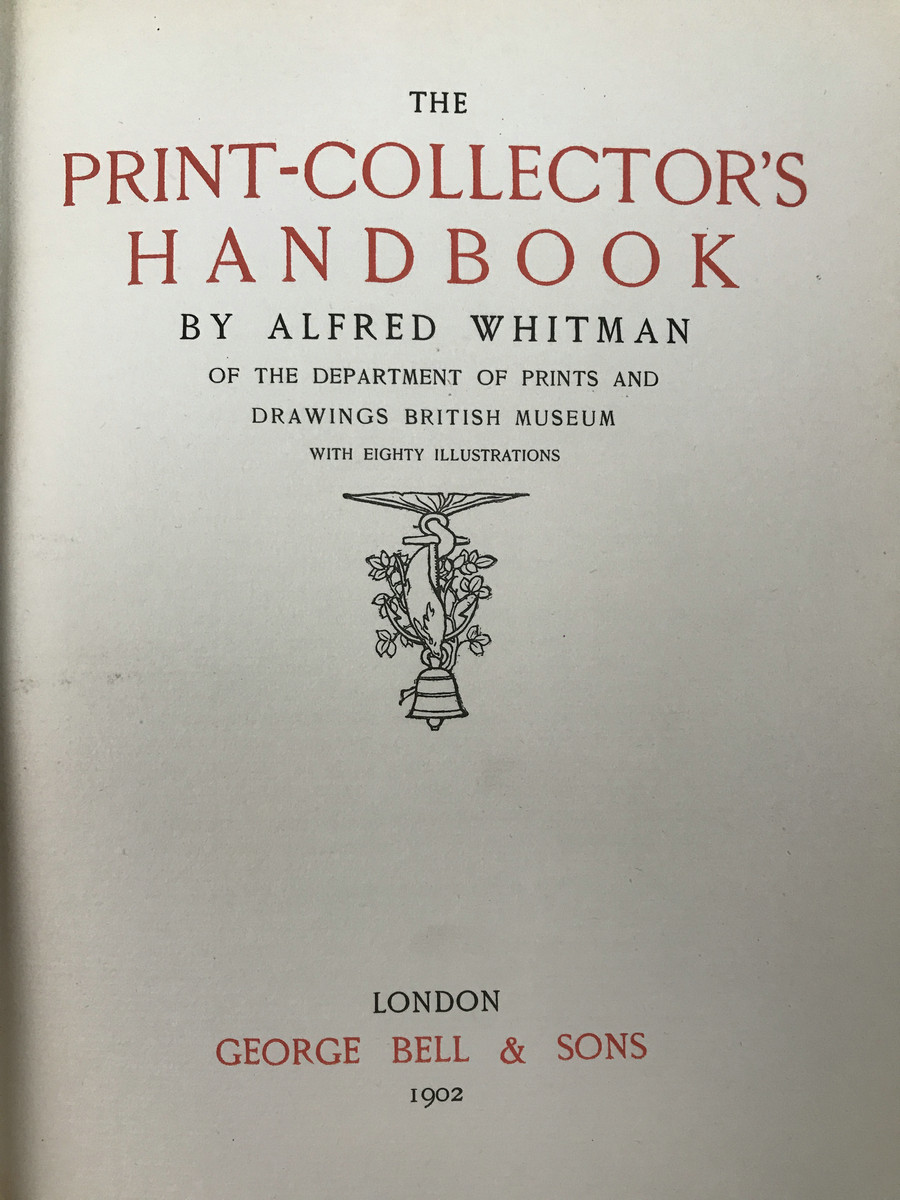 THE
PRINT-COLLECTOR'S
HANDBOOK
BY ALFRED WHITMAN
OF THE DEPARTMENT OF PRINTS AND
DRAWINGS BRITISH MUSEUM
WITH EIGHTY ILLUSTRATIONS
LONDON
GEORGE BELL & SONS
1902